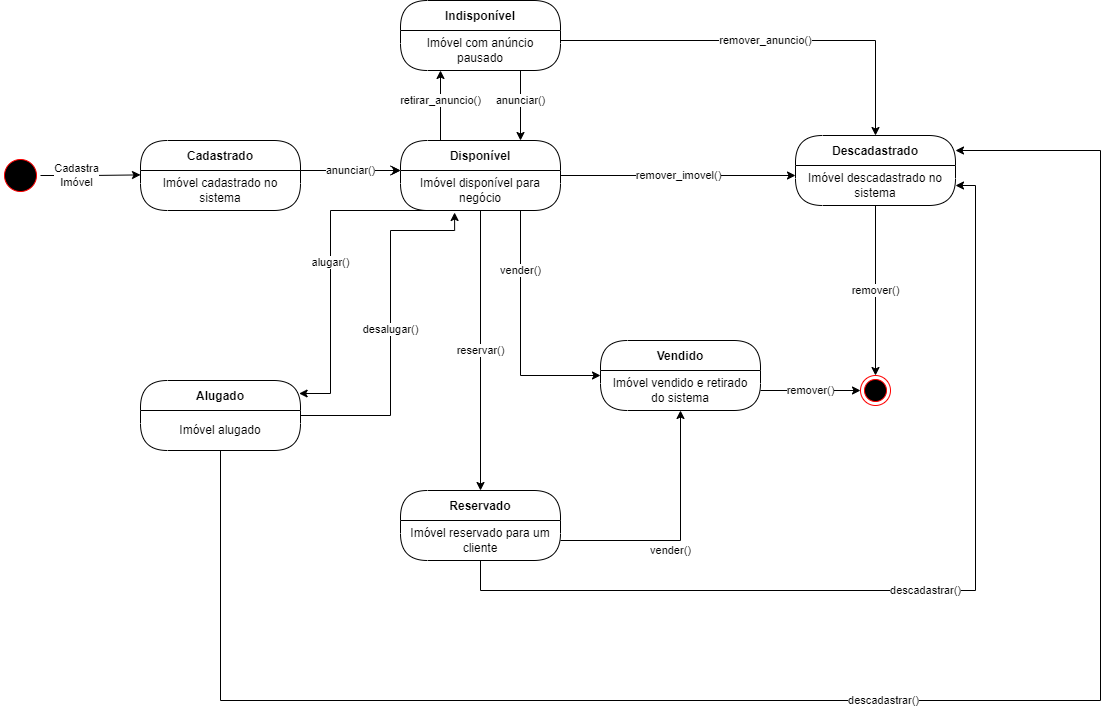 Indisponível
Imóvel com anúncio
pausado
remover_anuncio()
retirar_anuncio()
anunciar()
Cadastra
Imóvel
Cadastrado
Imóvel cadastrado no
sistema
anunciar()
Disponível
Imóvel disponível para
negócio
remover_imovel()
Descadastrado
Imóvel descadastrado no
sistema
alugar()
vender()
desalugar()
reservar()
remover()
Vendido
Imóvel vendido e retirado
do sistema
remover()
Alugado
Imóvel alugado
Reservado
Imóvel reservado para um
cliente
vender()
descadastrar()
descadastrar()